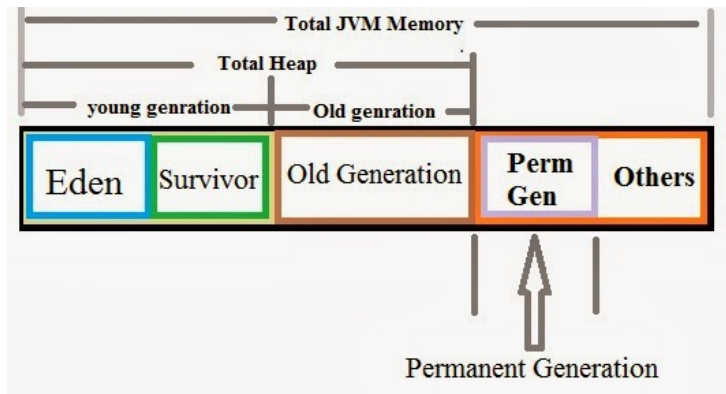 Total JVM Memory
Total Heap
young genration
Old genration
Eden
Survivor
Old Generation
Perm
Gen
Others
Permanent Generation